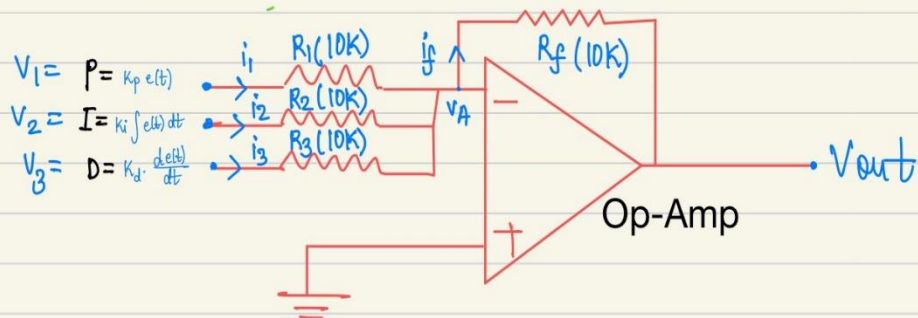 V1= P= Kp e(t) i1 R1(10K) if Rf(10K)
V2= I= Ki∫e(t)dt i2 R2(10K) VA −
V3= D= Kd. de(t)/dt i3 R3(10K) Vout
Op-Amp
+